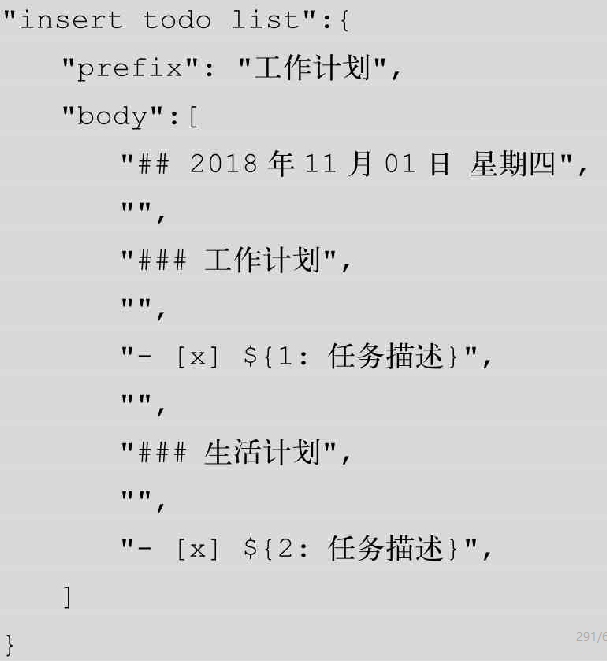 "insert todo list":{
"prefix": "工作计划",
"body":[
"## 2018 年 11 月 01 日 星期四",
"",
"### 工作计划",
"",
"- [x] ${1: 任务描述}",
"",
"### 生活计划",
"",
"- [x] ${2: 任务描述}",
]
}
291/6